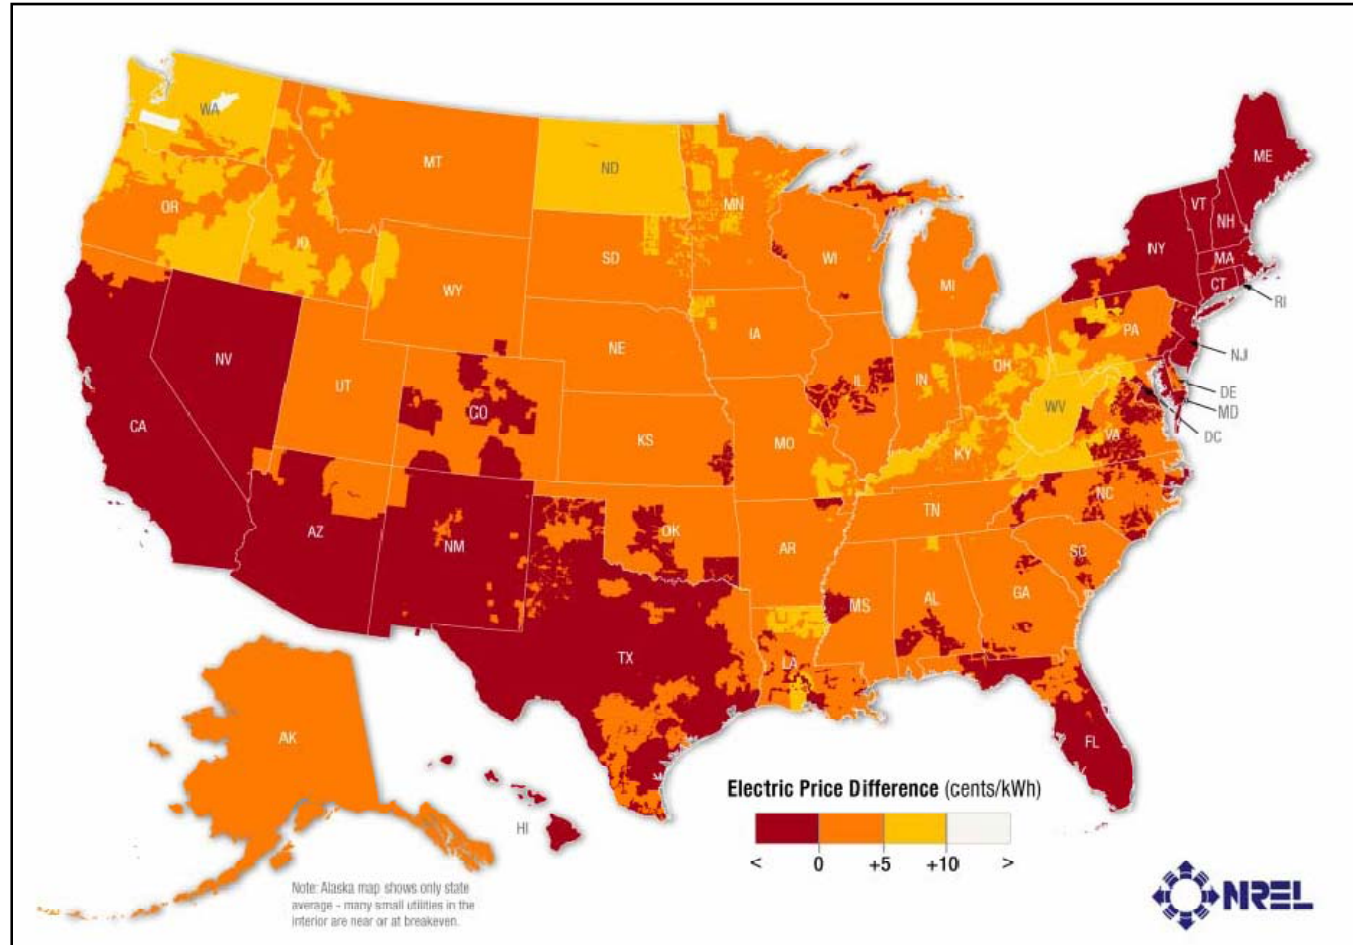 WA
MT
ND
MN
OR
ID
SD
WI
MI
WY
ME
VT
NH
NY
MA
CT
RI
NV
UT
CO
NE
IA
IL
IN
OH
PA
NJ
DE
MD
DC
WV
VA
CA
KS
MO
KY
AZ
NM
OK
AR
TN
NC
SC
TX
LA
MS
AL
GA
FL
AK
HI
Electric Price Difference (cents/kWh)
< 0 +5 +10 >
Note: Alaska map shows only state
average - many small utilities in the
interior are near or at breakeven.
NREL